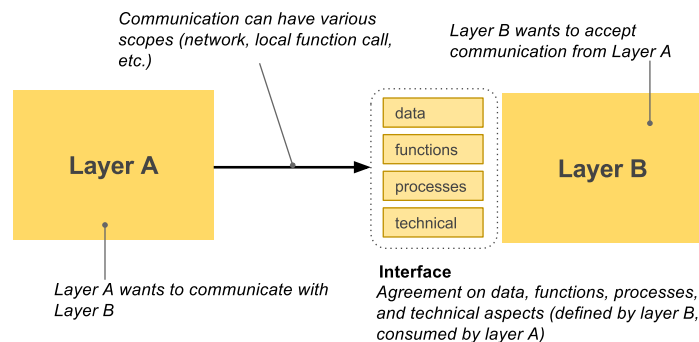 Communication can have various
scopes (network, local function call,
etc.)
Layer B wants to accept
communication from Layer A
Layer A
data
functions
processes
technical
Layer B
Layer A wants to communicate with
Layer B
Interface
Agreement on data, functions, processes,
and technical aspects (defined by layer B,
consumed by layer A)